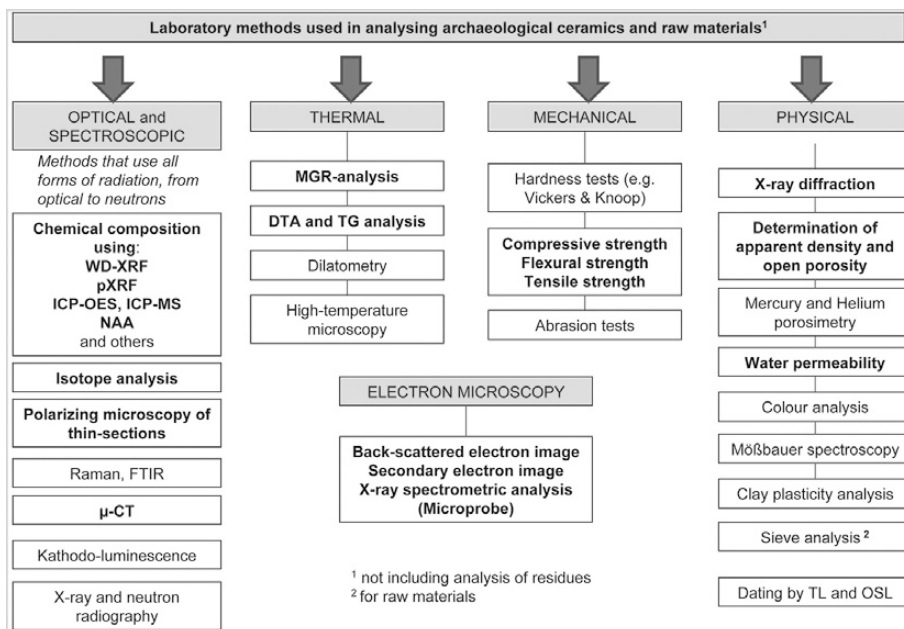 Laboratory methods used in analysing archaeological ceramics and raw materials¹
OPTICAL and
SPECTROSCOPIC
Methods that use all
forms of radiation, from
optical to neutrons
Chemical composition
using:
WD-XRF
pXRF
ICP-OES, ICP-MS
NAA
and others
Isotope analysis
Polarizing microscopy of
thin-sections
Raman, FTIR
μ-CT
Kathodo-luminescence
X-ray and neutron
radiography
THERMAL
MGR-analysis
DTA and TG analysis
Dilatometry
High-temperature
microscopy
MECHANICAL
Hardness tests (e.g.
Vickers & Knoop)
Compressive strength
Flexural strength
Tensile strength
Abrasion tests
ELECTRON MICROSCOPY
Back-scattered electron image
Secondary electron image
X-ray spectrometric analysis
(Microprobe)
PHYSICAL
X-ray diffraction
Determination of
apparent density and
open porosity
Mercury and Helium
porosimetry
Water permeability
Colour analysis
Mößbauer spectroscopy
Clay plasticity analysis
Sieve analysis ²
Dating by TL and OSL
¹ not including analysis of residues
² for raw materials